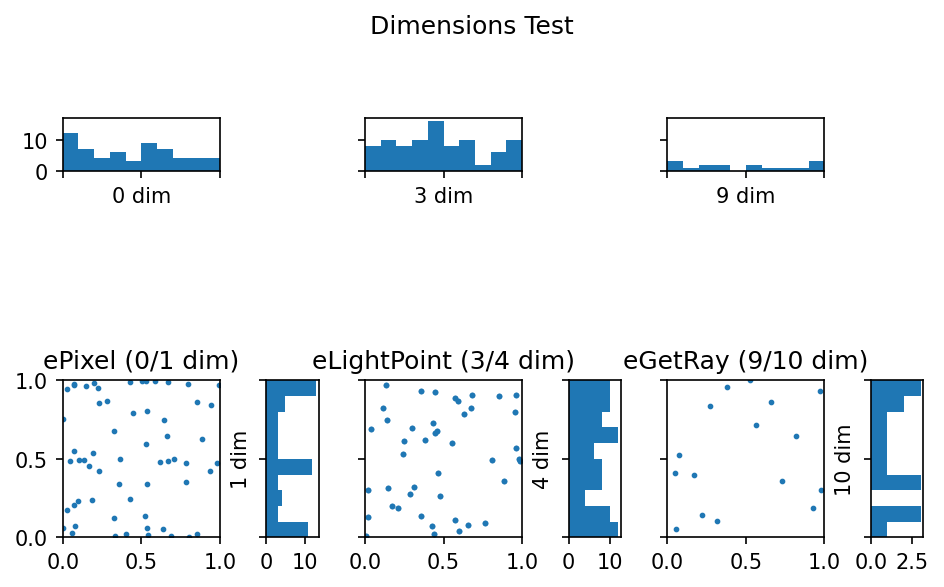 Dimensions Test
10
0
0 dim
3 dim
9 dim
ePixel (0/1 dim)
eLightPoint (3/4 dim)
eGetRay (9/10 dim)
1.0
0.5
0.0
1 dim
4 dim
10 dim
0.0 0.5 1.0 0 10 0.0 0.5 1.0 0 10 0.0 0.5 1.0 0.0 2.5